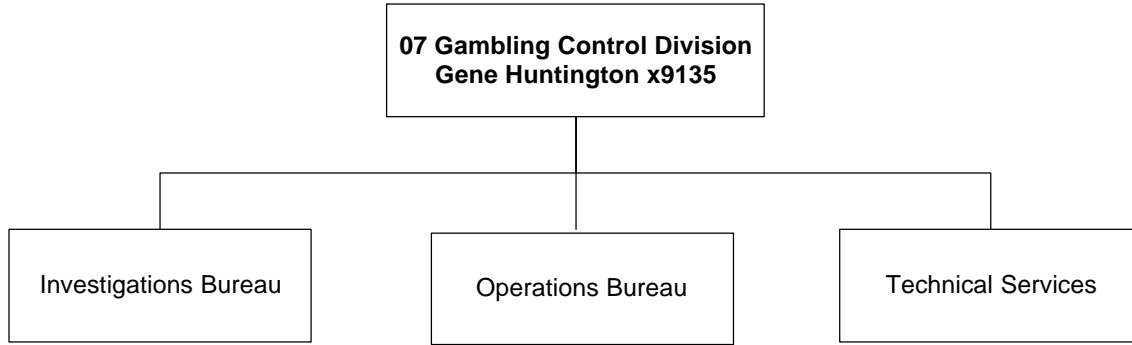 07 Gambling Control Division
Gene Huntington x9135
Investigations Bureau
Operations Bureau
Technical Services